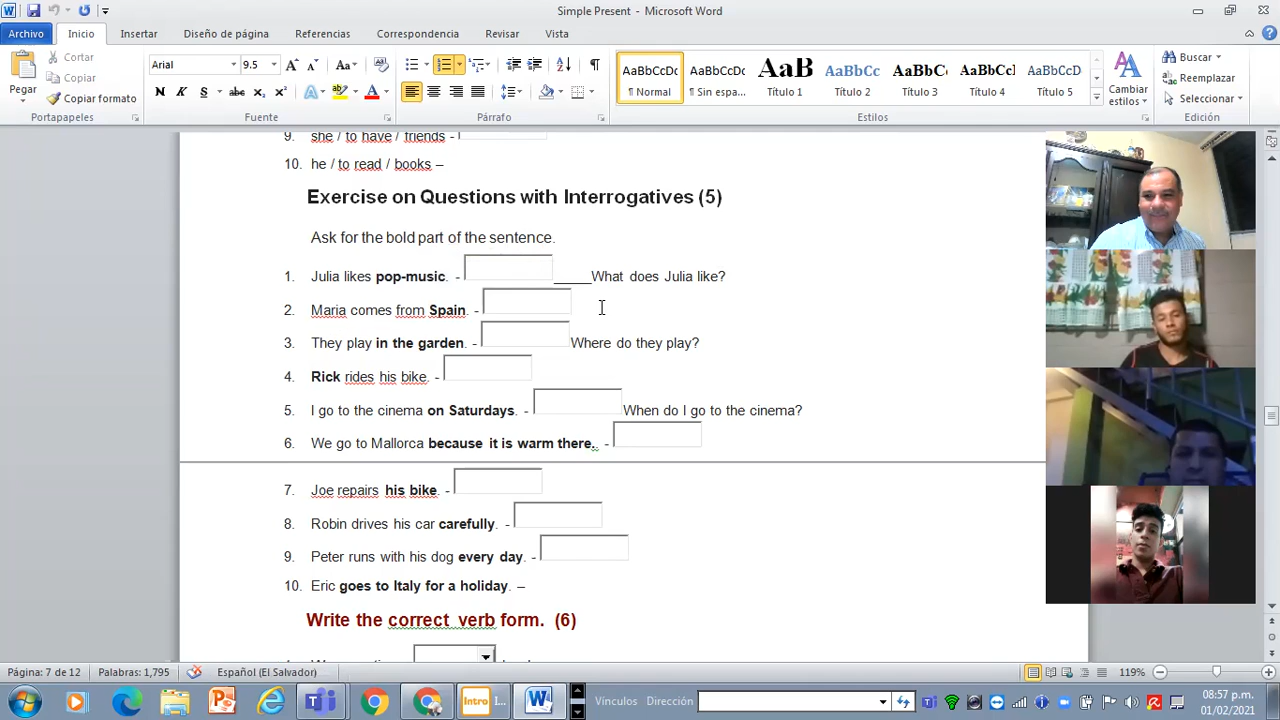 Simple Present - Microsoft Word
Archivo Inicio Insertar Diseño de página Referencias Correspondencia Revisar Vista
Pegar
Cortar
Copiar
Copiar formato
Portapapeles
Arial 9.5
Fuente
Párrafo
AaBbCcDc AaBbCcDc AaB AaBbCc AaBbC AaBbCc AaBbCcD
¶ Normal ¶ Sin espa... Título 1 Título 2 Título 3 Título 4 Título 5
Estilos
Cambiar estilos
Buscar
Reemplazar
Seleccionar
Edición
9. she / to have / friends -
10. he / to read / books –
Exercise on Questions with Interrogatives (5)
Ask for the bold part of the sentence.
1. Julia likes pop-music. - _____What does Julia like?
2. Maria comes from Spain. -
3. They play in the garden. - Where do they play?
4. Rick rides his bike. -
5. I go to the cinema on Saturdays. - When do I go to the cinema?
6. We go to Mallorca because it is warm there. -
7. Joe repairs his bike. -
8. Robin drives his car carefully. -
9. Peter runs with his dog every day. -
10. Eric goes to Italy for a holiday. –
Write the correct verb form. (6)
Página: 7 de 12 Palabras: 1,795 Español (El Salvador) 119%
Intro
Vínculos Dirección
08:57 p.m.
01/02/2021